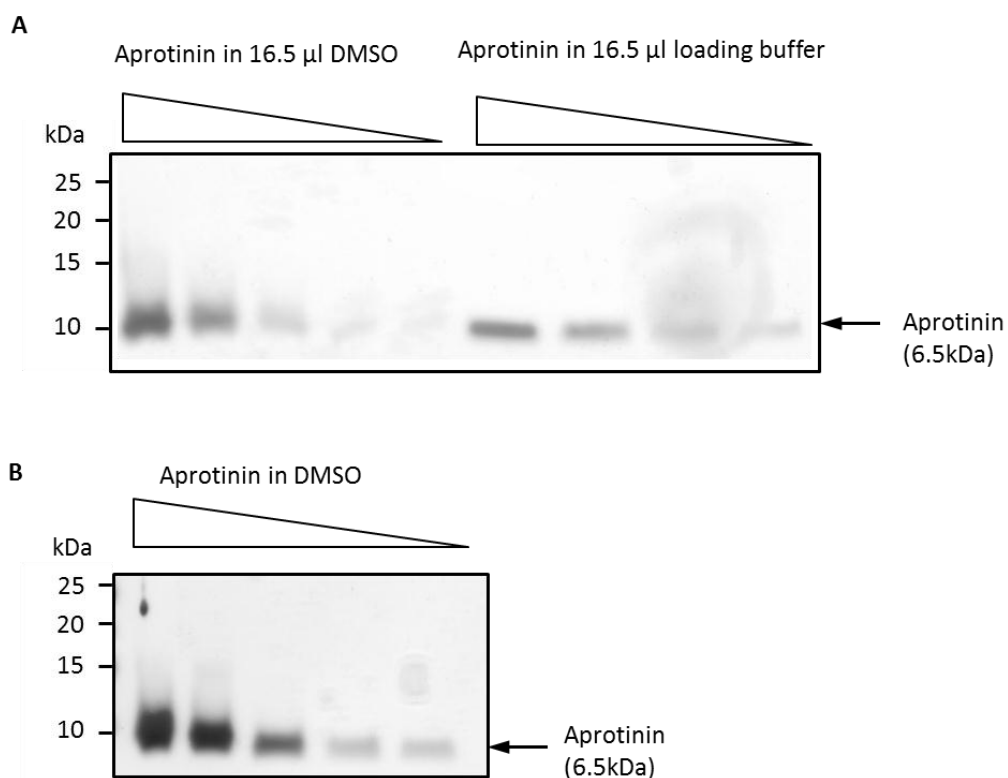 A
Aprotinin in 16.5 µl DMSO
Aprotinin in 16.5 µl loading buffer
kDa
25
20
15
10
Aprotinin
(6.5kDa)
B
Aprotinin in DMSO
kDa
25
20
15
10
Aprotinin
(6.5kDa)